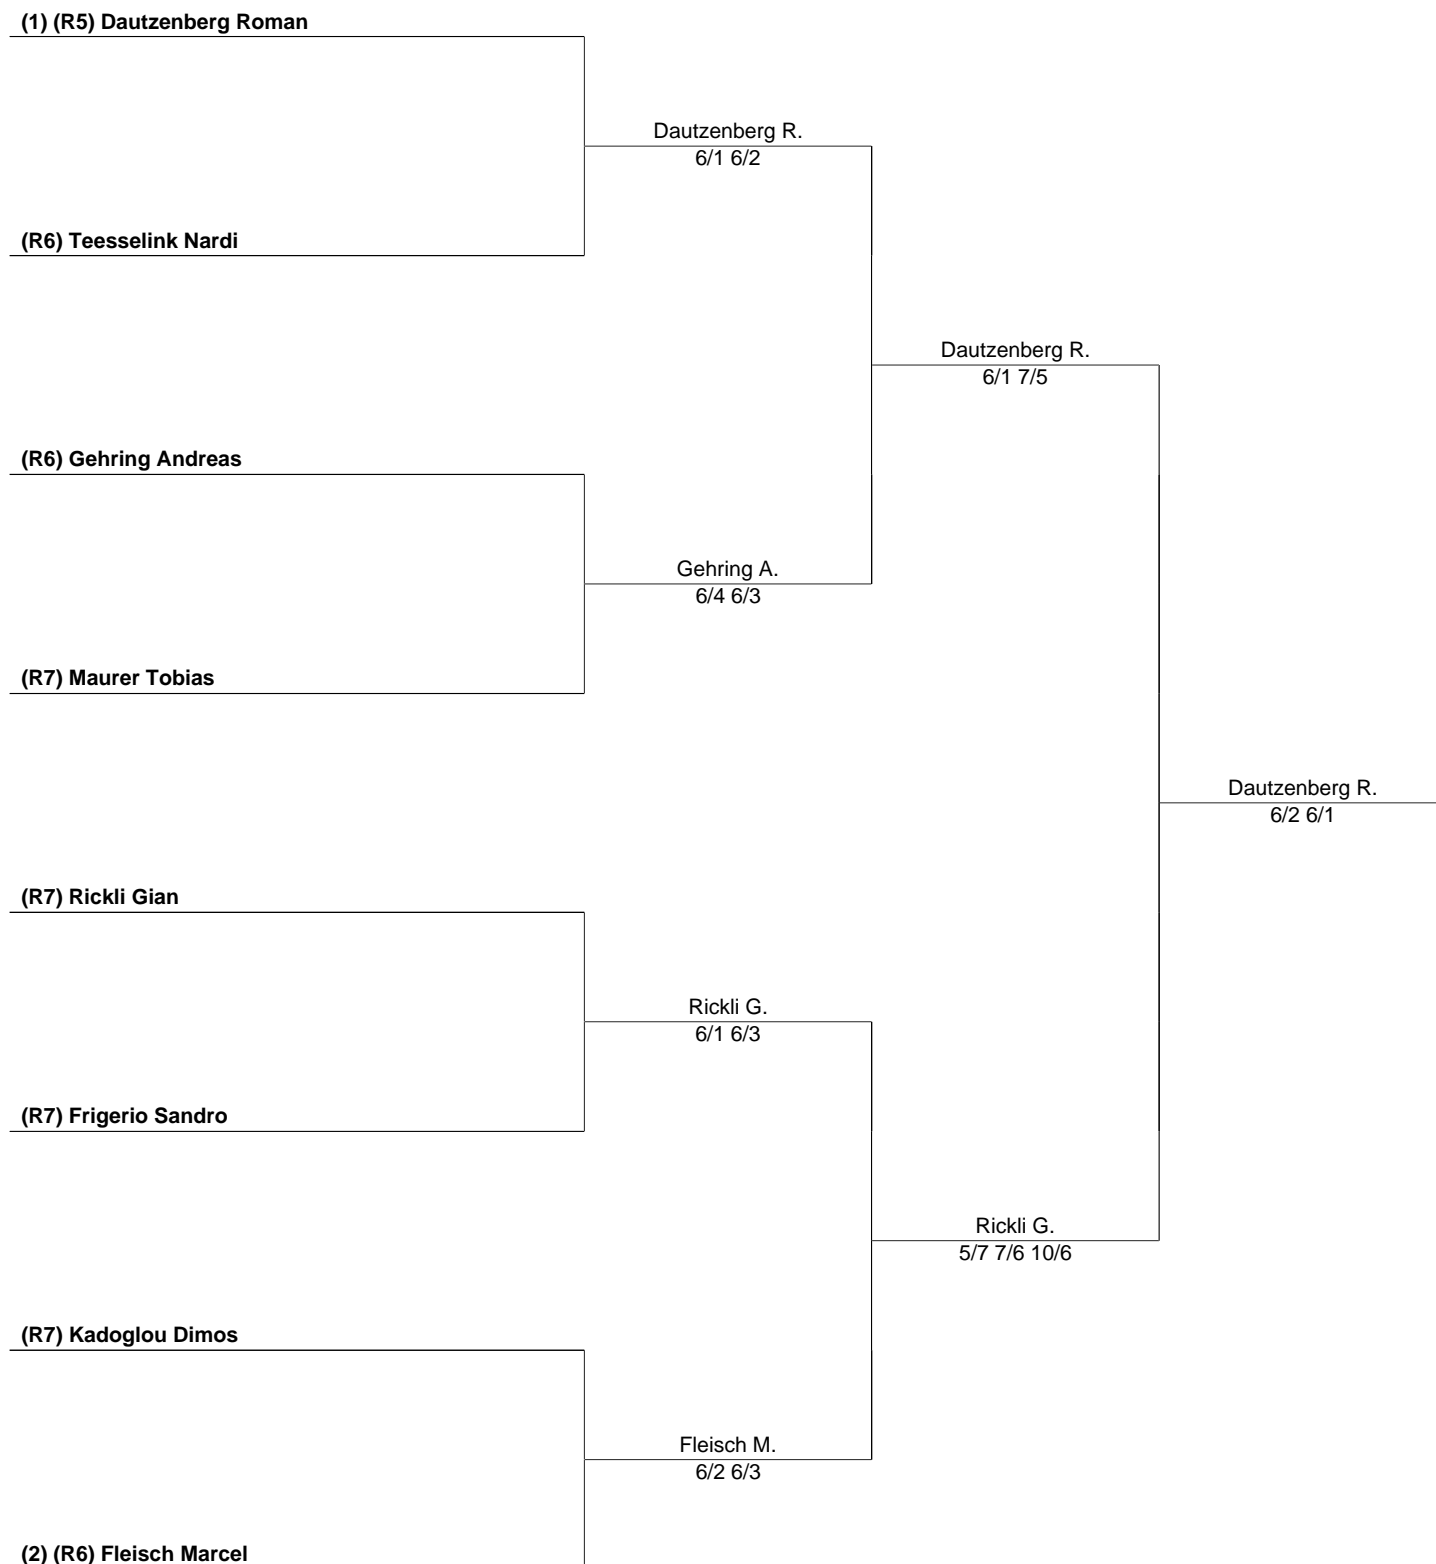 (1) (R5) Dautzenberg Roman
Dautzenberg R.
6/1 6/2
(R6) Teesselink Nardi
Dautzenberg R.
6/1 7/5
(R6) Gehring Andreas
Gehring A.
6/4 6/3
(R7) Maurer Tobias
Dautzenberg R.
6/2 6/1
(R7) Rickli Gian
Rickli G.
6/1 6/3
(R7) Frigerio Sandro
Rickli G.
5/7 7/6 10/6
(R7) Kadoglou Dimos
Fleisch M.
6/2 6/3
(2) (R6) Fleisch Marcel